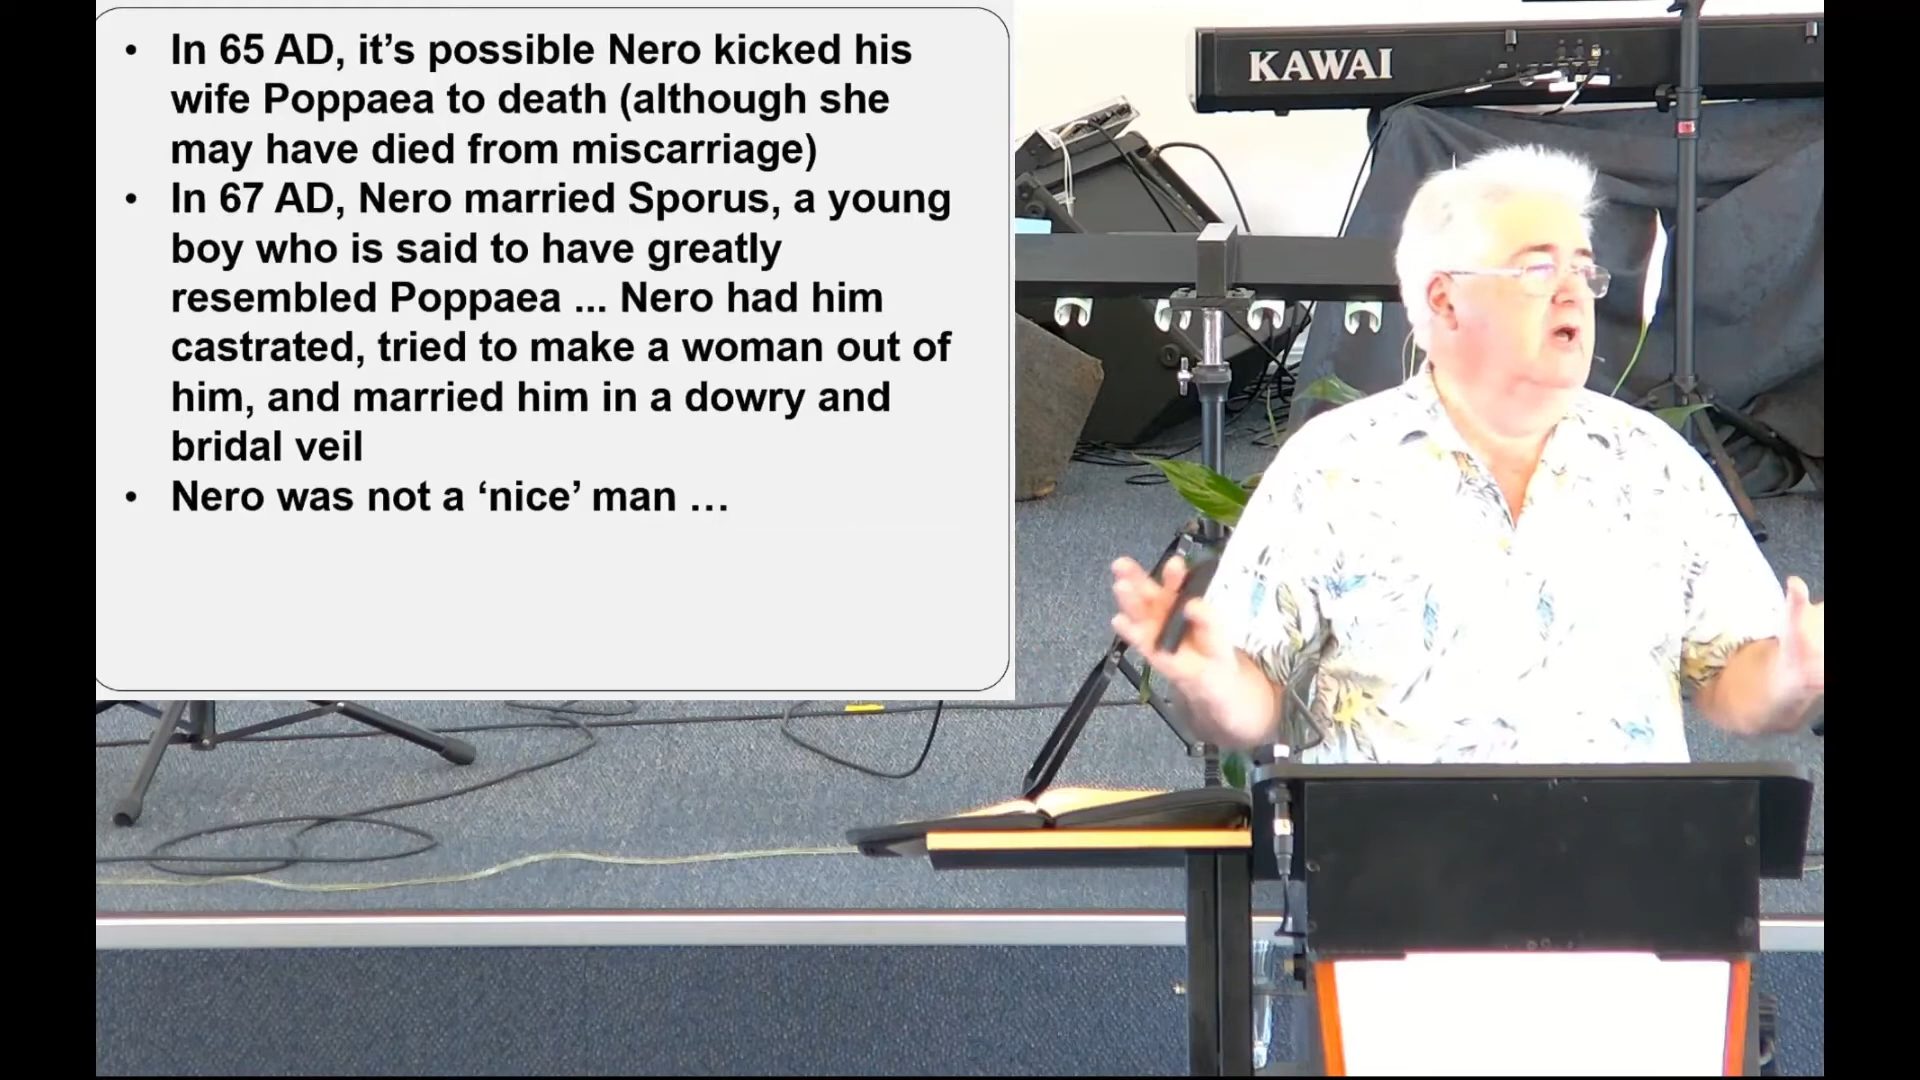 • In 65 AD, it’s possible Nero kicked his
wife Poppaea to death (although she
may have died from miscarriage)
• In 67 AD, Nero married Sporus, a young
boy who is said to have greatly
resembled Poppaea ... Nero had him
castrated, tried to make a woman out of
him, and married him in a dowry and
bridal veil
• Nero was not a ‘nice’ man …
KAWAI